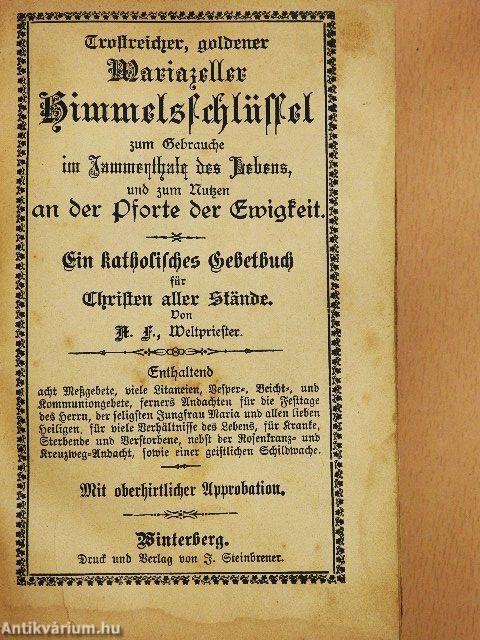 Trostreicher, goldener
Mariazeller
Himmelsschlüssel
zum Gebrauche
im Jammerthale des Lebens,
und zum Nutzen
an der Pforte der Ewigkeit.
Ein katholisches Gebetbuch
für
Christen aller Stände.
Von
A. F., Weltpriester.
Enthaltend
acht Meßgebete, viele Litaneien, Vesper-, Beicht-, und
Kommuniongebete, ferners Andachten für die Festtage
des Herrn, der seligsten Jungfrau Maria und allen lieben
Heiligen, für viele Verhältnisse des Lebens, für Kranke,
Sterbende und Verstorbene, nebst der Rosenkranz- und
Kreuzweg-Andacht, sowie einer geistlichen Schildwache.
Mit oberhirtlicher Approbation.
Winterberg.
Druck und Verlag von J. Steinbrener.
Antikvárium.hu